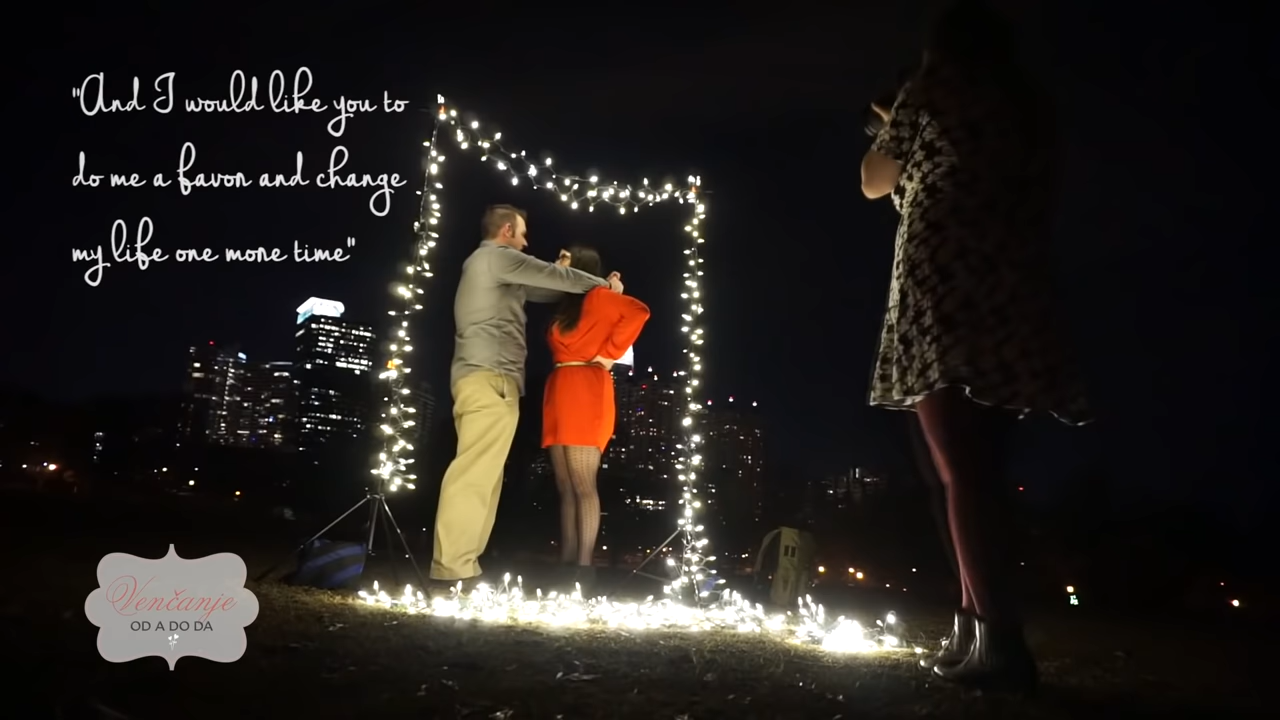 "And I would like you to
do me a favor and change
my life one more time"
Venčanje
OD A DO DA